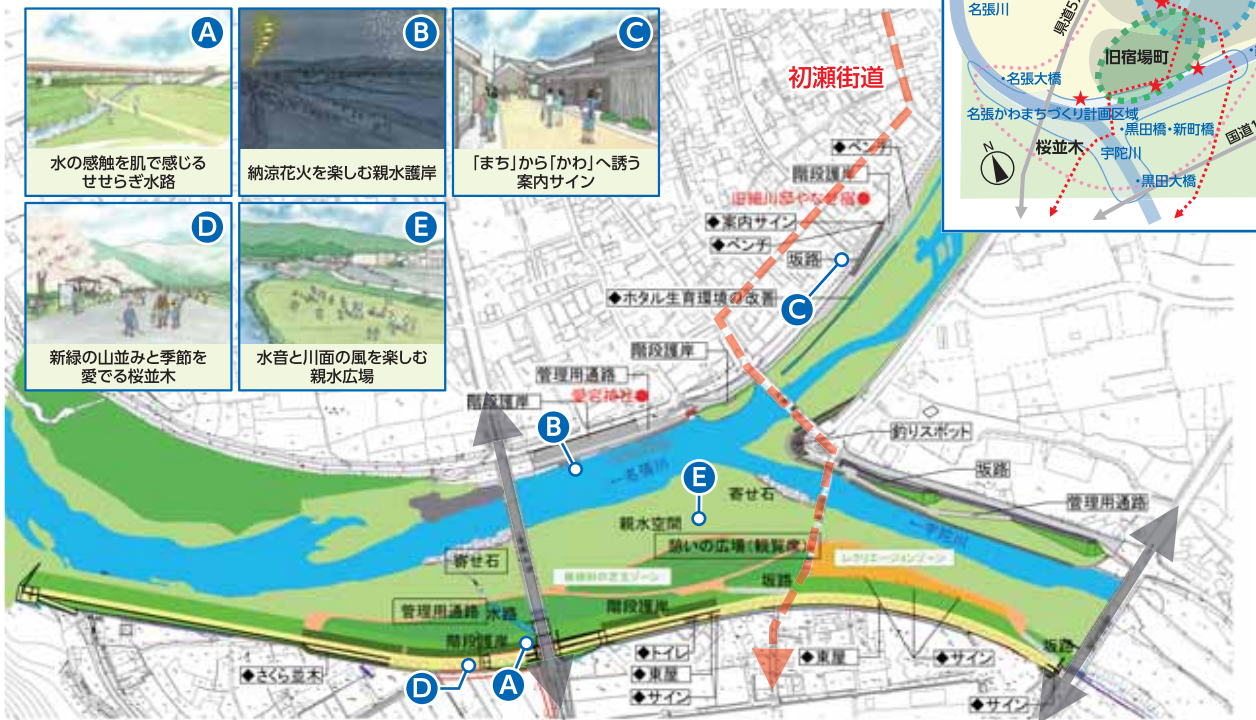 A
水の感触を肌で感じる
せせらぎ水路
B
納涼花火を楽しむ親水護岸
C
「まち」から「かわ」へ誘う
案内サイン
D
新緑の山並みと季節を
愛でる桜並木
E
水音と川面の風を楽しむ
親水広場
名張川
旧宿場町
・名張大橋
名張かわまちづくり計画区域
・黒田橋・新町橋
桜並木
宇陀川
・黒田大橋
N
初瀬街道
◆ベンチ
階段護岸
旧細川邸やなせ宿
◆案内サイン
◆ベンチ
坂路
C
◆ホタル生育環境の改善
階段護岸
管理用通路
愛宕神社
階段護岸
B
←名張川
釣りスポット
坂路
管理用通路
E
寄せ石
親水空間
←宇陀川
憩いの広場(観覧席)
レクリエーションゾーン
寄せ石
坂路
管理用通路
水路
階段護岸
階段護岸
坂路
◆さくら並木
D
A
◆トイレ
◆東屋
◆サイン
◆東屋
◆サイン
◆サイン